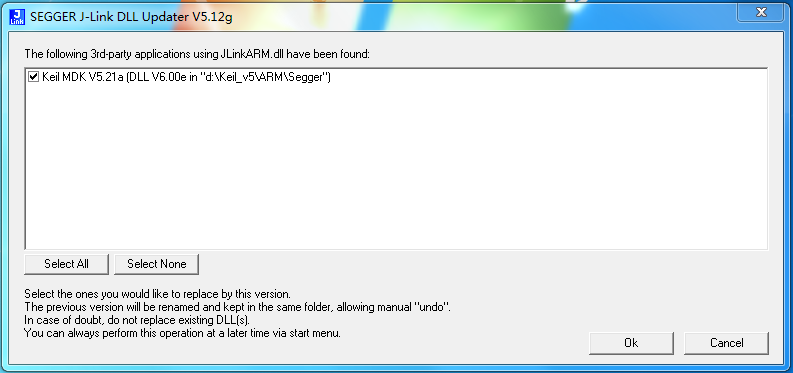 J
Link
SEGGER J-Link DLL Updater V5.12g
The following 3rd-party applications using JLinkARM.dll have been found:
Keil MDK V5.21a (DLL V6.00e in "d:\Keil_v5\ARM\Segger")
Select All
Select None
Select the ones you would like to replace by this version.
The previous version will be renamed and kept in the same folder, allowing manual "undo".
In case of doubt, do not replace existing DLL(s).
You can always perform this operation at a later time via start menu.
Ok
Cancel